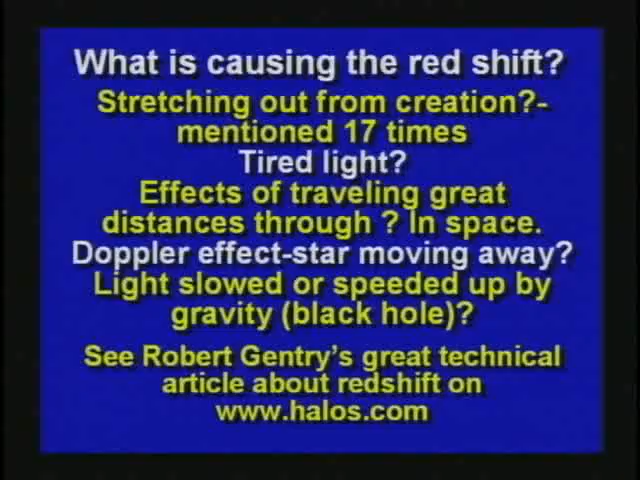 What is causing the red shift?
Stretching out from creation?-
mentioned 17 times
Tired light?
Effects of traveling great
distances through ? In space.
Doppler effect-star moving away?
Light slowed or speeded up by
gravity (black hole)?
See Robert Gentry's great technical
article about redshift on
www.halos.com